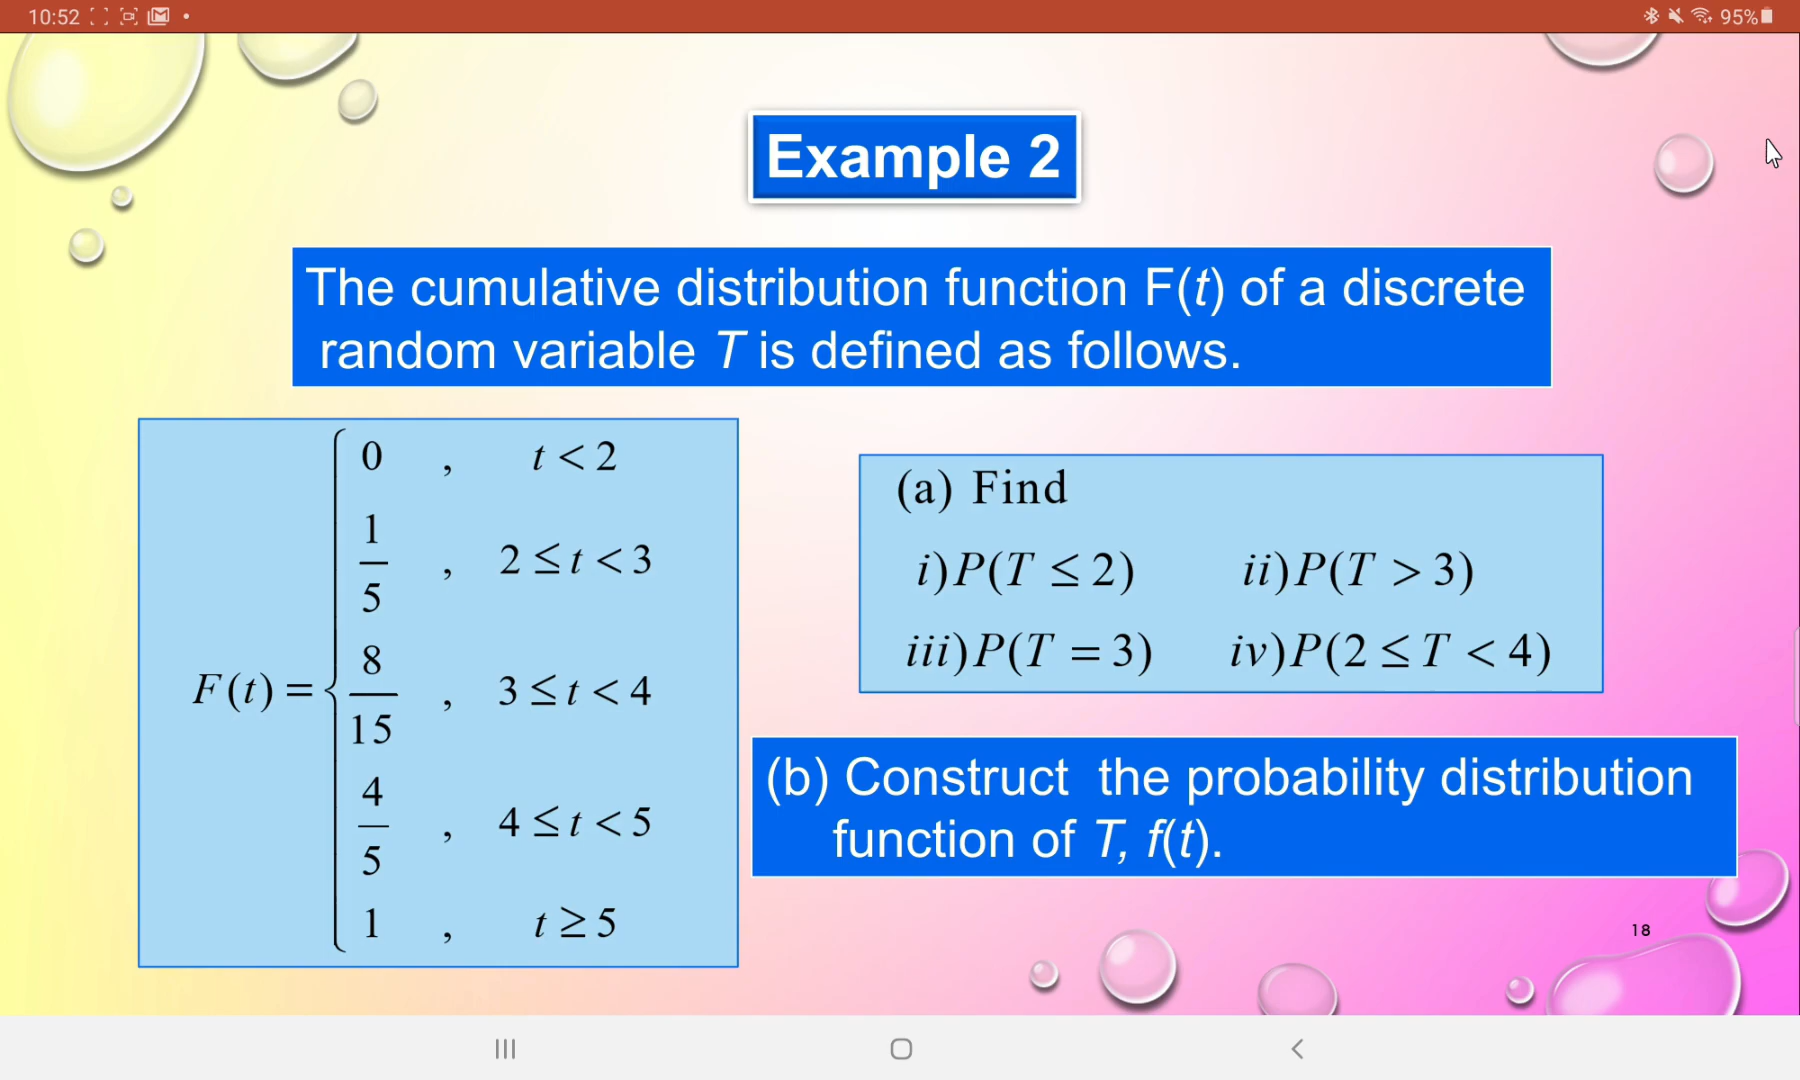 10:52
95%
Example 2
The cumulative distribution function F(t) of a discrete
random variable T is defined as follows.
F(t) = { 0 , t < 2
1/5 , 2 ≤ t < 3
8/15 , 3 ≤ t < 4
4/5 , 4 ≤ t < 5
1 , t ≥ 5
(a) Find
i)P(T ≤ 2) ii)P(T > 3)
iii)P(T = 3) iv)P(2 ≤ T < 4)
(b) Construct the probability distribution
function of T, f(t).
18